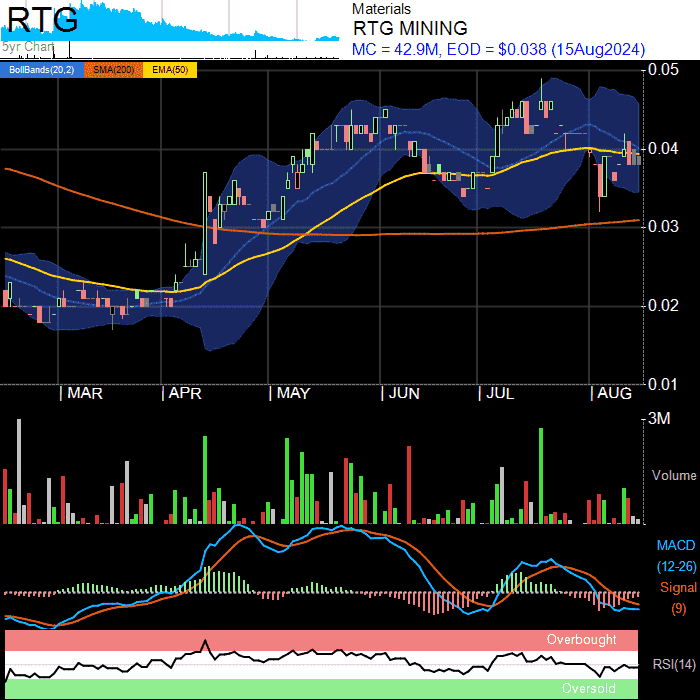 RTG
5yr Chart
Materials
RTG MINING
MC = 42.9M, EOD = $0.038 (15Aug2024)
BollBands(20,2) SMA(200) EMA(50)
0.05
0.04
0.03
0.02
0.01
MAR APR MAY JUN JUL AUG
3M
Volume
MACD
(12-26)
Signal
(9)
Overbought
RSI(14)
Oversold